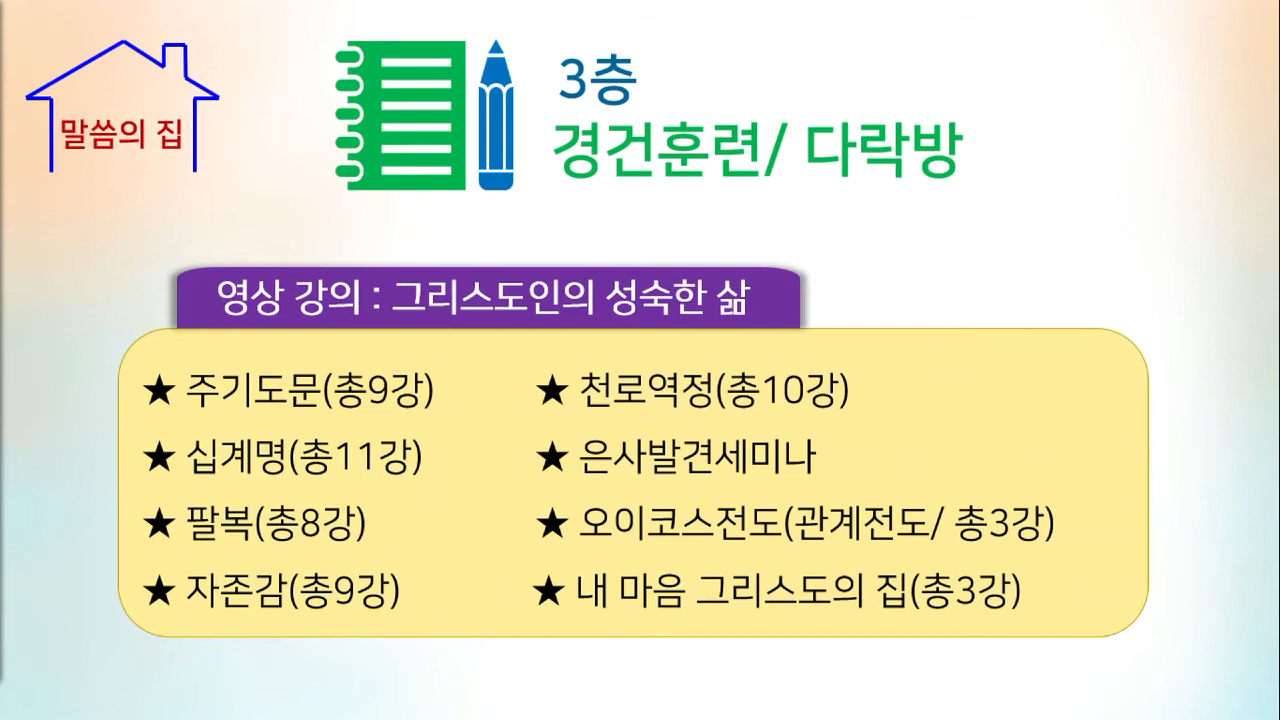 말씀의 집
3층
경건훈련/ 다락방
영상 강의 : 그리스도인의 성숙한 삶
★ 주기도문(총9강)
★ 십계명(총11강)
★ 팔복(총8강)
★ 자존감(총9강)
★ 천로역정(총10강)
★ 은사발견세미나
★ 오이코스전도(관계전도/ 총3강)
★ 내 마음 그리스도의 집(총3강)